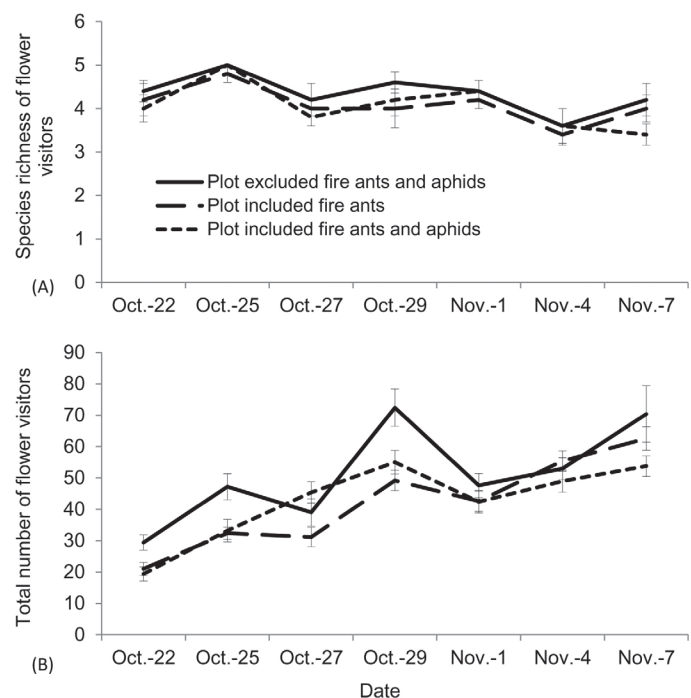 6
5
4
3
2
1
0
Species richness of flower
visitors
Plot excluded fire ants and aphids
Plot included fire ants
Plot included fire ants and aphids
(A)
Oct.-22 Oct.-25 Oct.-27 Oct.-29 Nov.-1 Nov.-4 Nov.-7
90
80
70
60
50
40
30
20
10
0
Total number of flower visitors
(B)
Oct.-22 Oct.-25 Oct.-27 Oct.-29 Nov.-1 Nov.-4 Nov.-7
Date